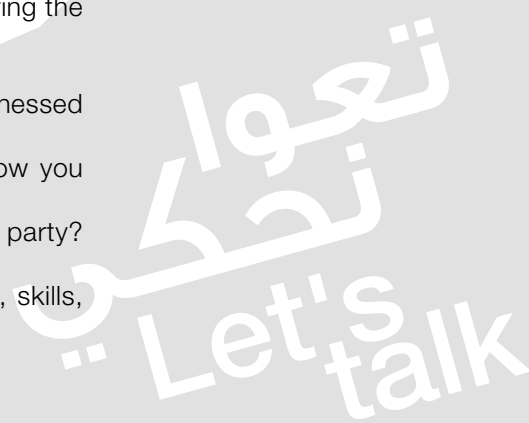 ing the
nessed
ow you
party?
, skills,
تعوا
نحكي
Let's
talk